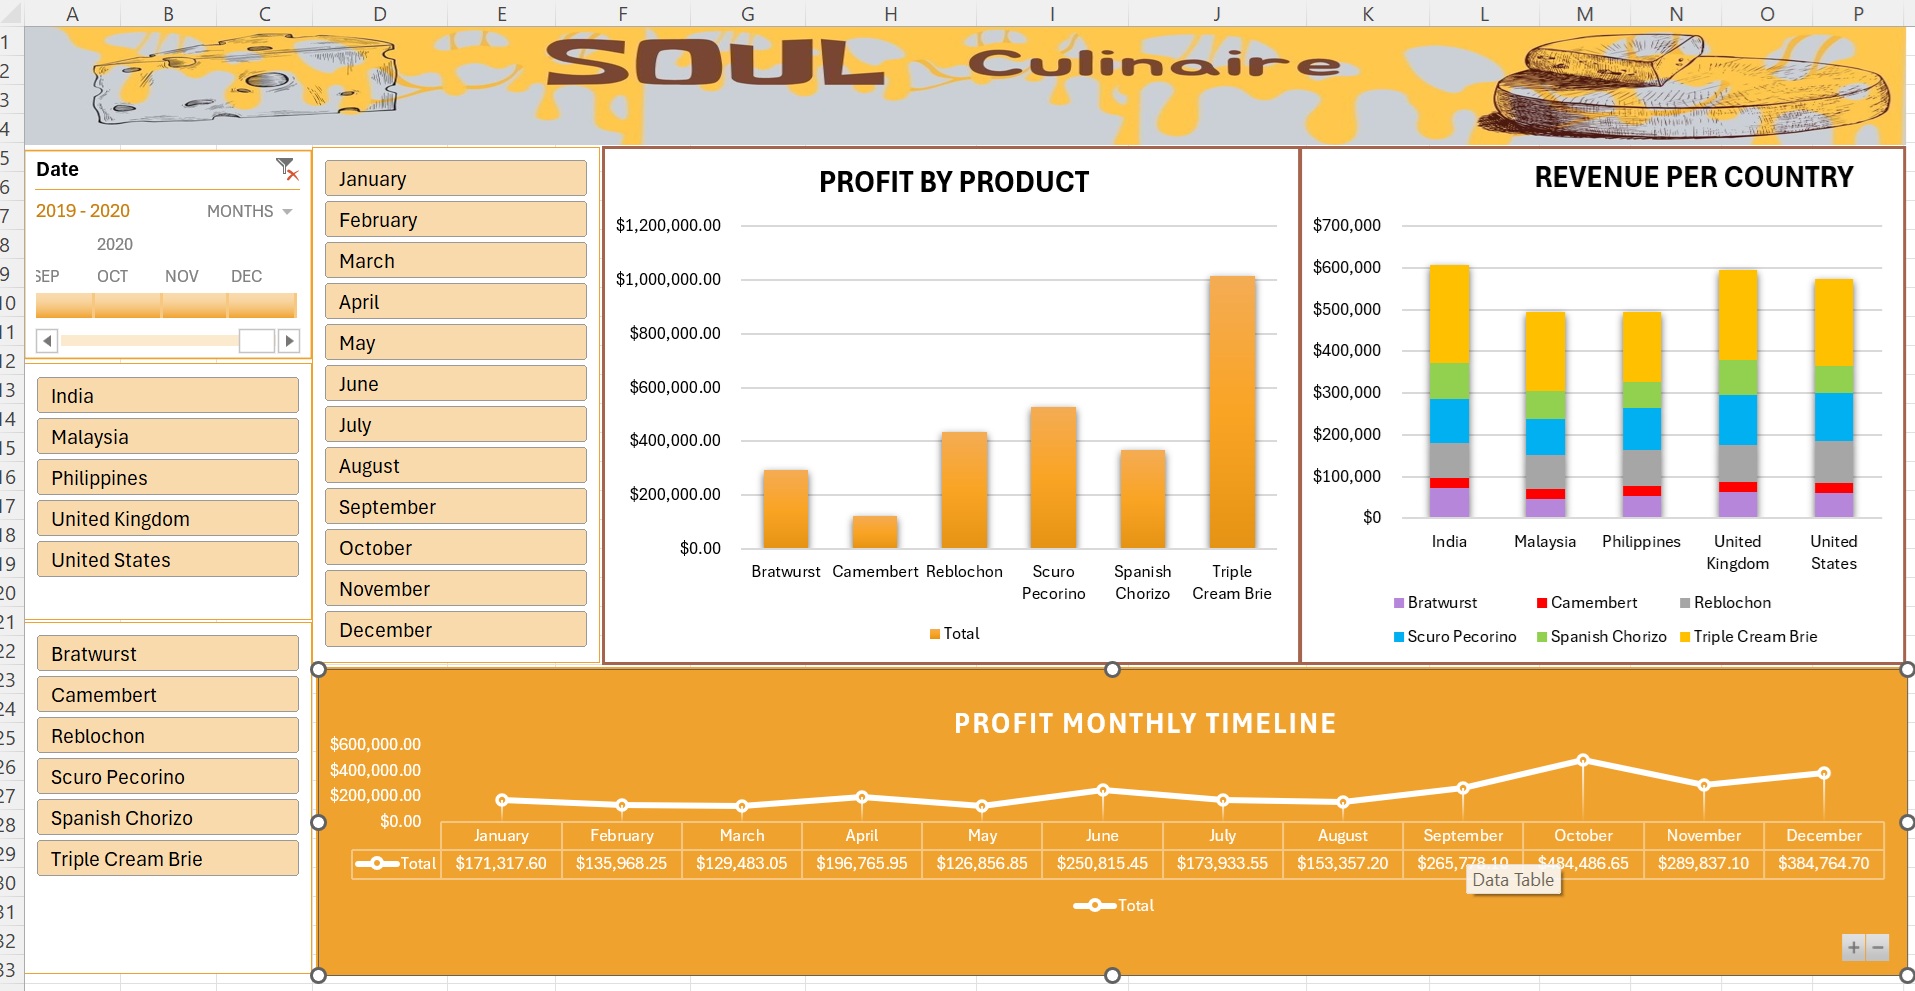 A B C D E F G H I J K L M N O P
1
2
3
4
5
6
7
8
9
10
11
12
13
14
15
16
17
18
19
20
21
22
23
24
25
26
27
28
29
30
31
32
33
SOUL Culinaire
Date
2019 - 2020 MONTHS
2020
SEP OCT NOV DEC
India
Malaysia
Philippines
United Kingdom
United States
Bratwurst
Camembert
Reblochon
Scuro Pecorino
Spanish Chorizo
Triple Cream Brie
January
February
March
April
May
June
July
August
September
October
November
December
PROFIT BY PRODUCT
$1,200,000.00
$1,000,000.00
$800,000.00
$600,000.00
$400,000.00
$200,000.00
$0.00
Bratwurst Camembert Reblochon Scuro Spanish Triple
Pecorino Chorizo Cream Brie
Total
REVENUE PER COUNTRY
$700,000
$600,000
$500,000
$400,000
$300,000
$200,000
$100,000
$0
India Malaysia Philippines United United
Kingdom States
Bratwurst Camembert Reblochon
Scuro Pecorino Spanish Chorizo Triple Cream Brie
PROFIT MONTHLY TIMELINE
$600,000.00
$400,000.00
$200,000.00
$0.00
January February March April May June July August September October November December
Total $171,317.60 $135,968.25 $129,483.05 $196,765.95 $126,856.85 $250,815.45 $173,933.55 $153,357.20 $265,778.10 $484,486.65 $289,837.10 $384,764.70
Data Table
Total